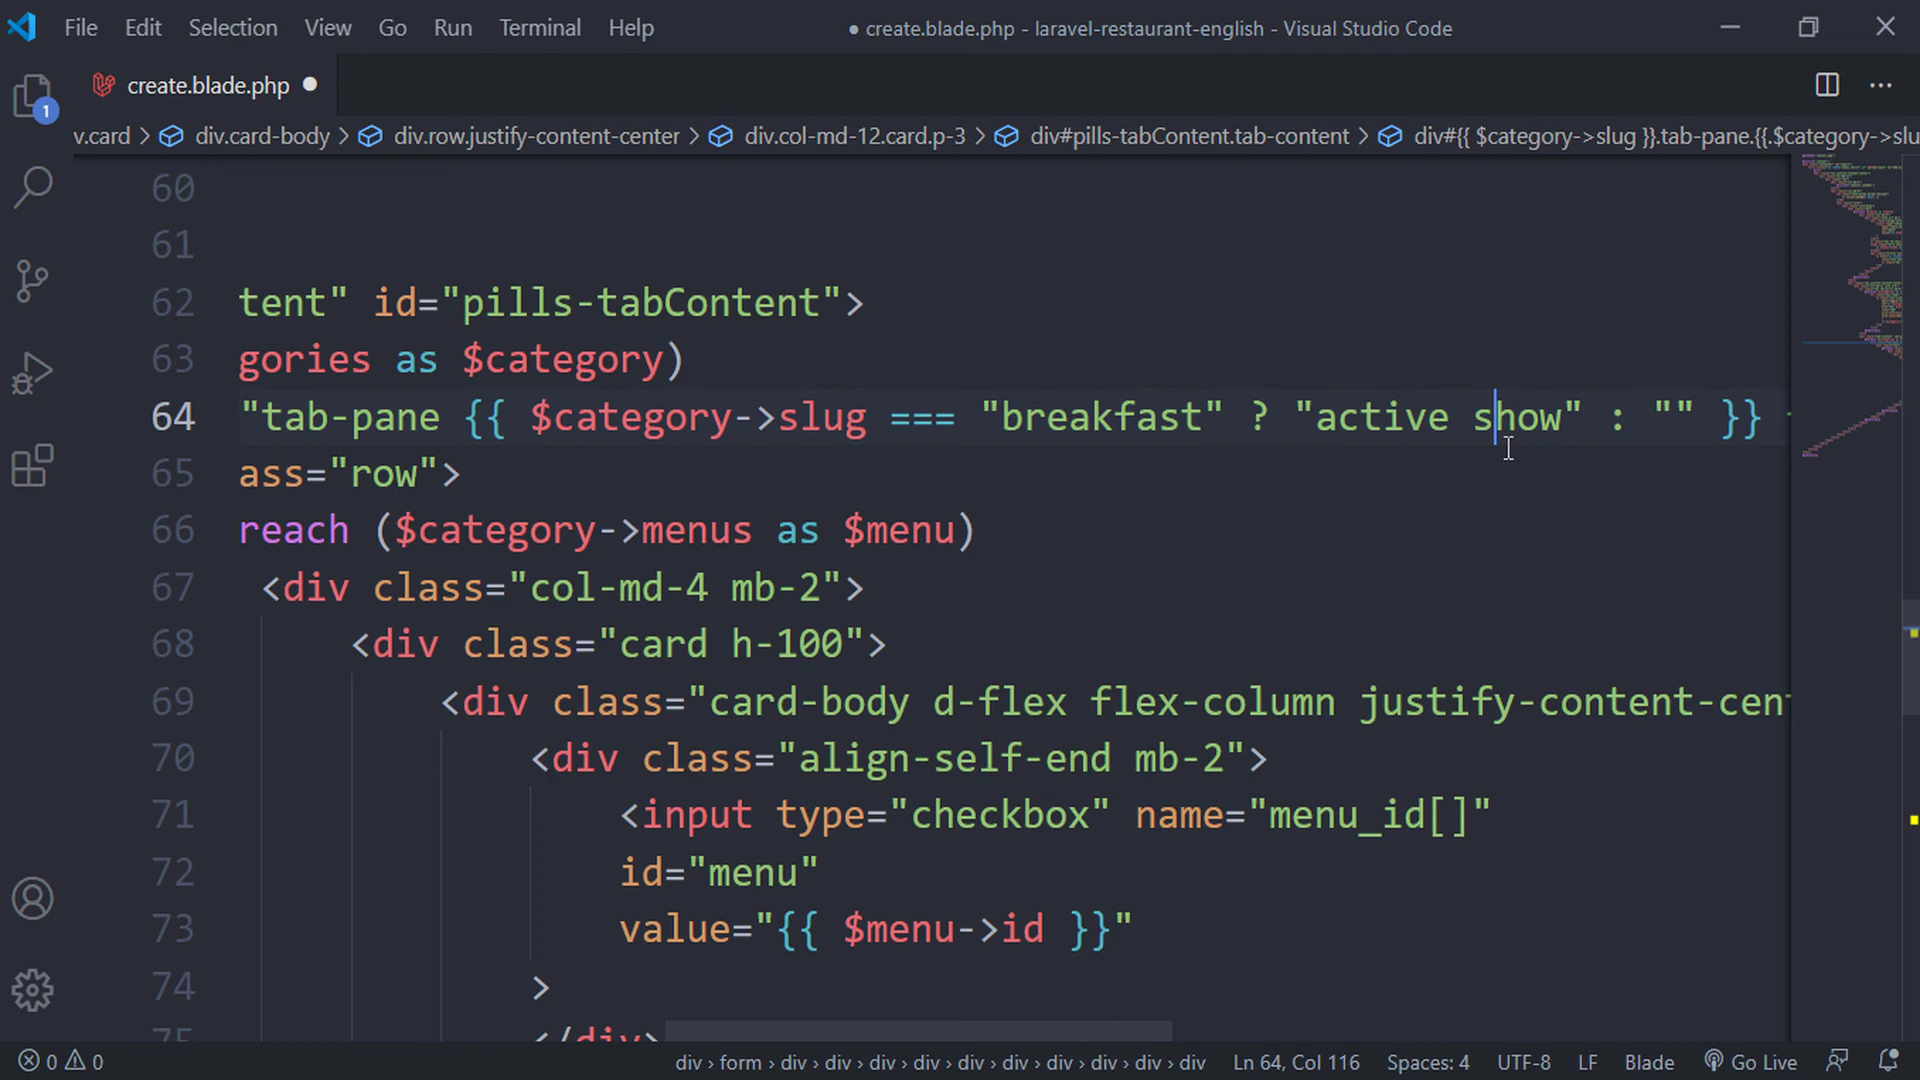 File Edit Selection View Go Run Terminal Help ● create.blade.php - laravel-restaurant-english - Visual Studio Code
create.blade.php ●
1
v.card > div.card-body > div.row.justify-content-center > div.col-md-12.card.p-3 > div#pills-tabContent.tab-content > div#{{ $category->slug }}.tab-pane.{{.$category->slu
60
61
62 tent" id="pills-tabContent">
63 gories as $category)
64 "tab-pane {{ $category->slug === "breakfast" ? "active show" : "" }}
65 ass="row">
66 reach ($category->menus as $menu)
67 <div class="col-md-4 mb-2">
68 <div class="card h-100">
69 <div class="card-body d-flex flex-column justify-content-cen
70 <div class="align-self-end mb-2">
71 <input type="checkbox" name="menu_id[]"
72 id="menu"
73 value="{{ $menu->id }}"
74 >
75 </div>
0 0 div > form > div > div > div > div > div > div > div > div > div > div Ln 64, Col 116 Spaces: 4 UTF-8 LF Blade Go Live